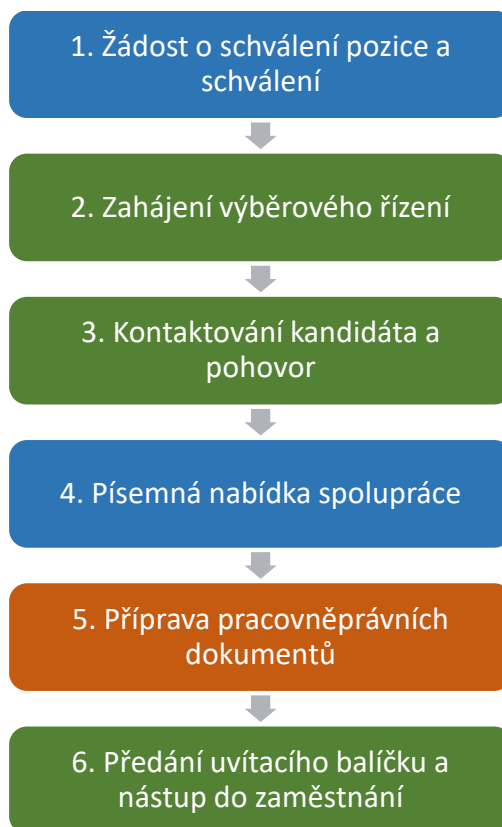 1. Žádost o schválení pozice a
schválení
2. Zahájení výběrového řízení
3. Kontaktování kandidáta a
pohovor
4. Písemná nabídka spolupráce
5. Příprava pracovněprávních
dokumentů
6. Předání uvítacího balíčku a
nástup do zaměstnání